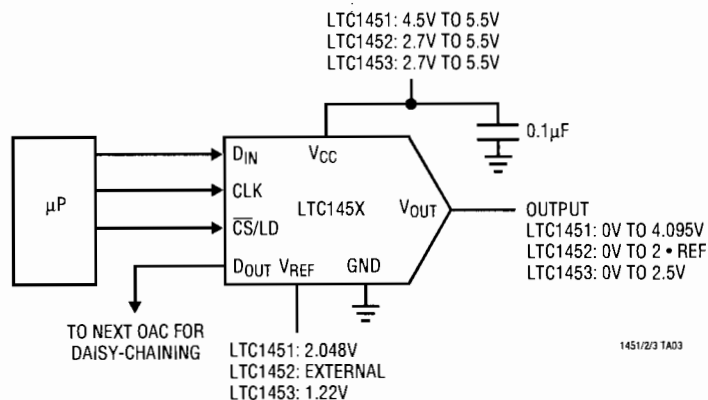 LTC1451: 4.5V TO 5.5V
LTC1452: 2.7V TO 5.5V
LTC1453: 2.7V TO 5.5V
0.1µF
µP
DIN
VCC
CLK
LTC145X
VOUT
CS/LD
DOUT
VREF
GND
OUTPUT
LTC1451: 0V TO 4.095V
LTC1452: 0V TO 2 • REF
LTC1453: 0V TO 2.5V
TO NEXT OAC FOR
DAISY-CHAINING
LTC1451: 2.048V
LTC1452: EXTERNAL
LTC1453: 1.22V
1451/2/3 TA03